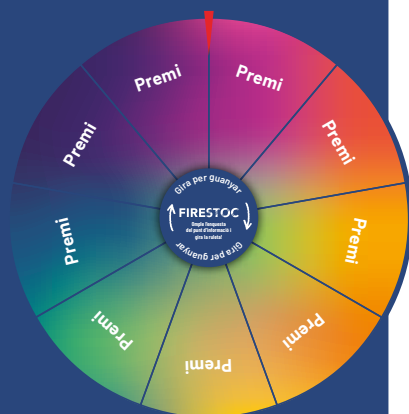 Premi
Premi
Premi
Premi
Premi
Premi
Premi
Premi
Premi
Gira per guanyar
FIRESTOC
Omple l'enquesta
del punt d'informació i
gira la ruleta!
Gira per guanyar